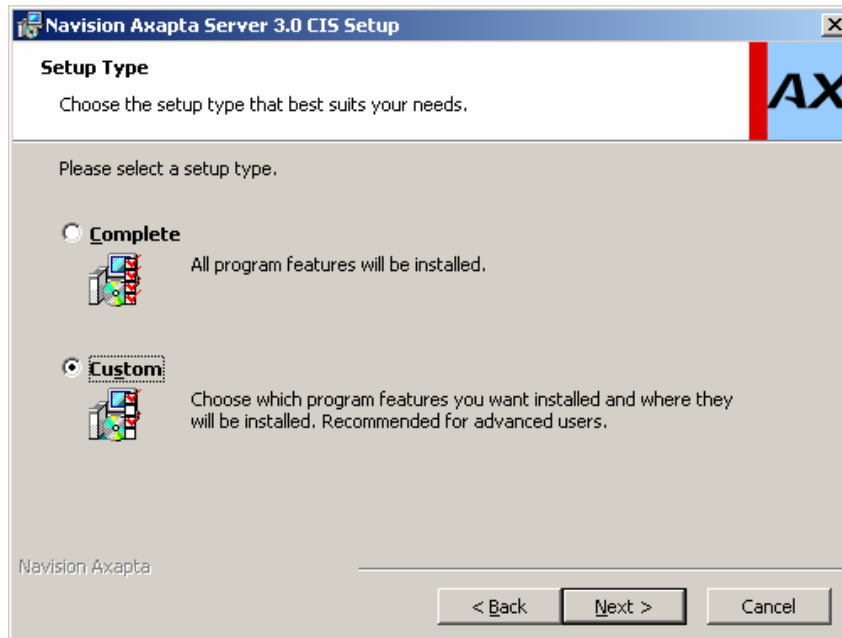 Navision Axapta Server 3.0 CIS Setup
Setup Type
Choose the setup type that best suits your needs.
AX
Please select a setup type.
Complete
All program features will be installed.
Custom
Choose which program features you want installed and where they
will be installed. Recommended for advanced users.
Navision Axapta
< Back
Next >
Cancel